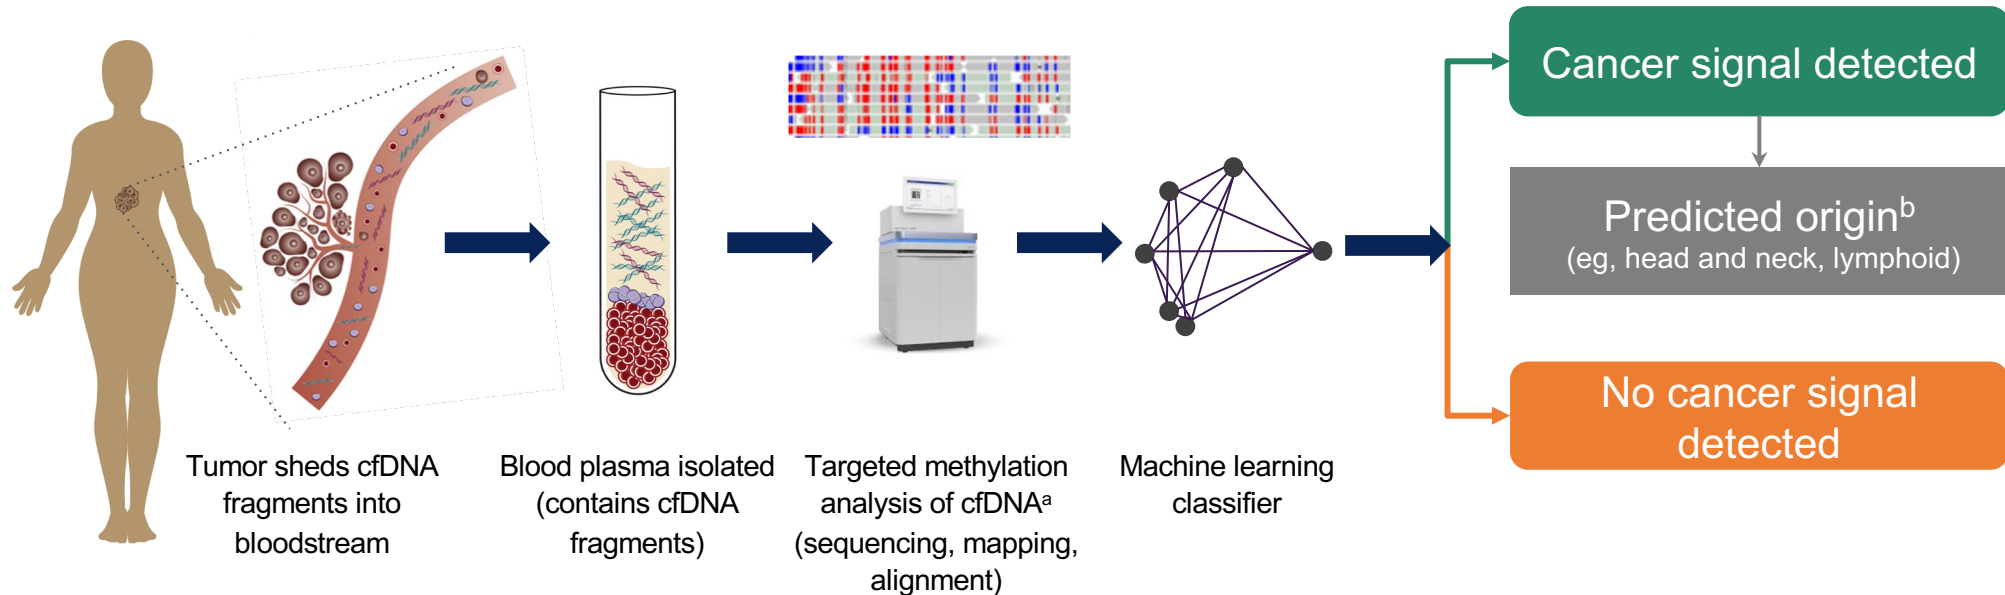 Cancer signal detected
Predicted originᵇ
(eg, head and neck, lymphoid)
No cancer signal
detected
Tumor sheds cfDNA
fragments into
bloodstream
Blood plasma isolated
(contains cfDNA
fragments)
Targeted methylation
analysis of cfDNAᵃ
(sequencing, mapping,
alignment)
Machine learning
classifier